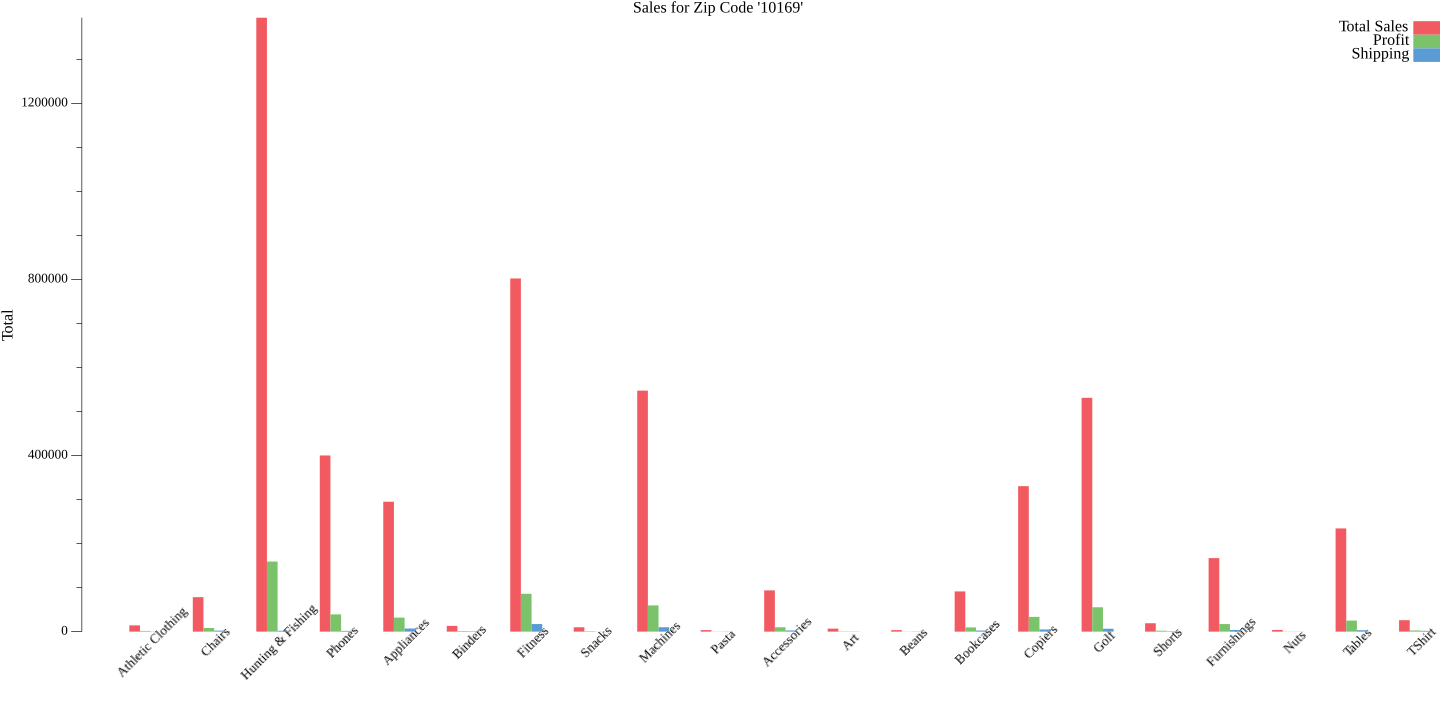 Sales for Zip Code '10169'
Total Sales
Profit
Shipping
1200000
800000
400000
0
Total
Athletic Clothing
Chairs
Hunting & Fishing
Phones
Appliances
Binders
Fitness
Snacks
Machines
Pasta
Accessories
Art
Beans
Bookcases
Copiers
Golf
Shorts
Furnishings
Nuts
Tables
TShirt